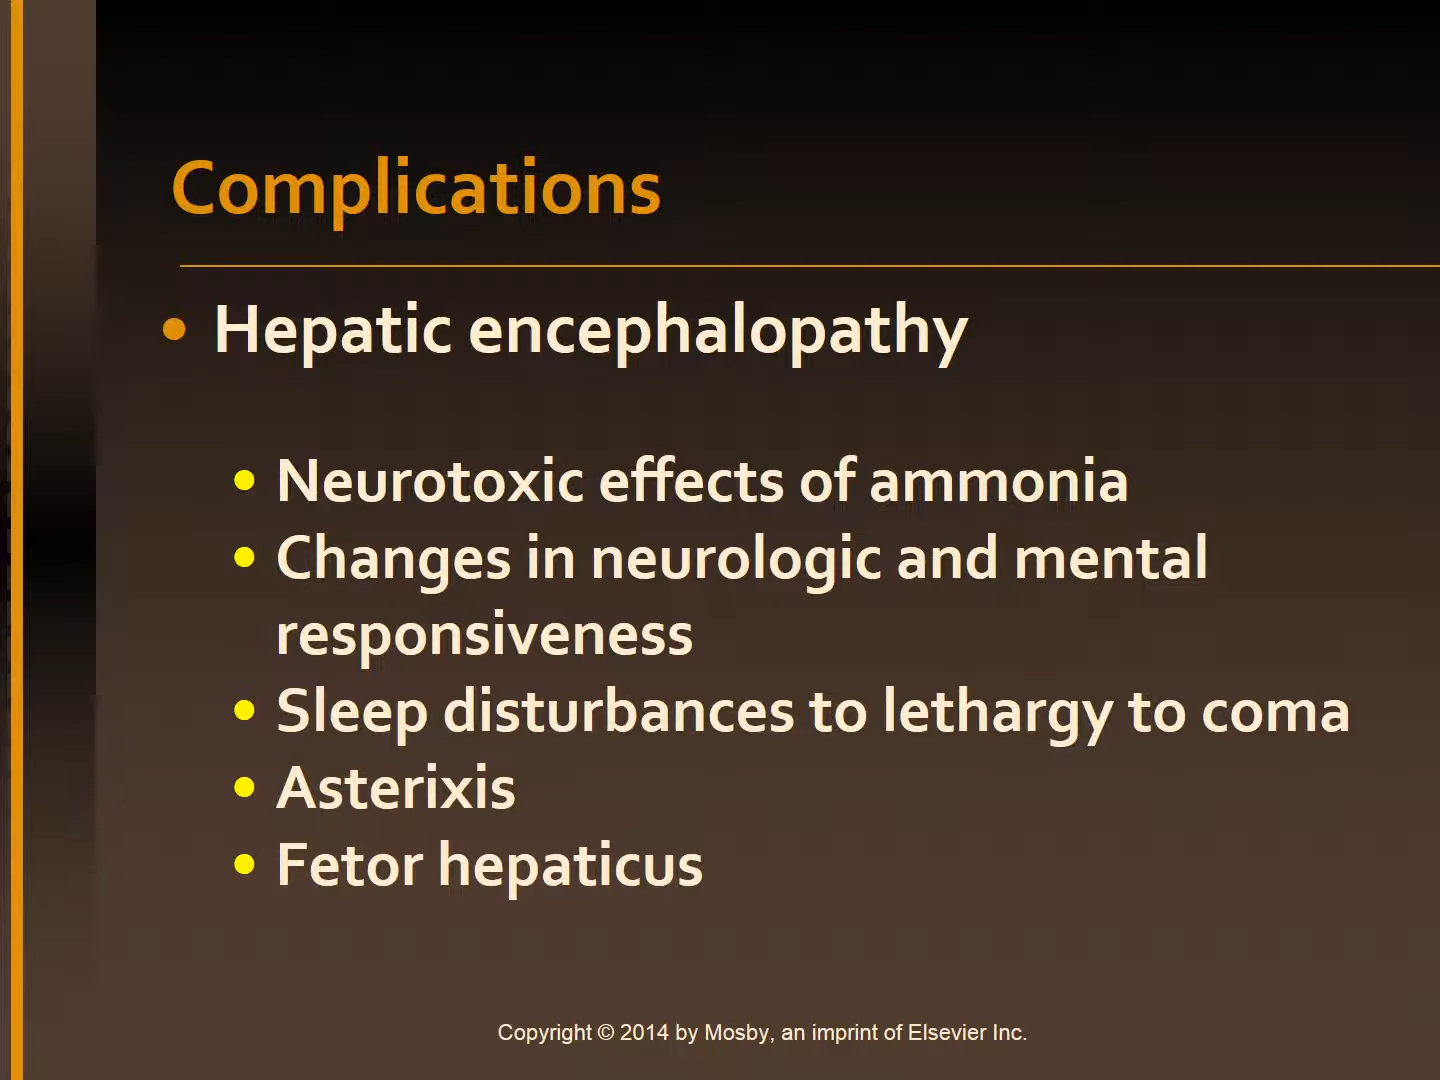 Complications
• Hepatic encephalopathy
• Neurotoxic effects of ammonia
• Changes in neurologic and mental
responsiveness
• Sleep disturbances to lethargy to coma
• Asterixis
• Fetor hepaticus
Copyright © 2014 by Mosby, an imprint of Elsevier Inc.